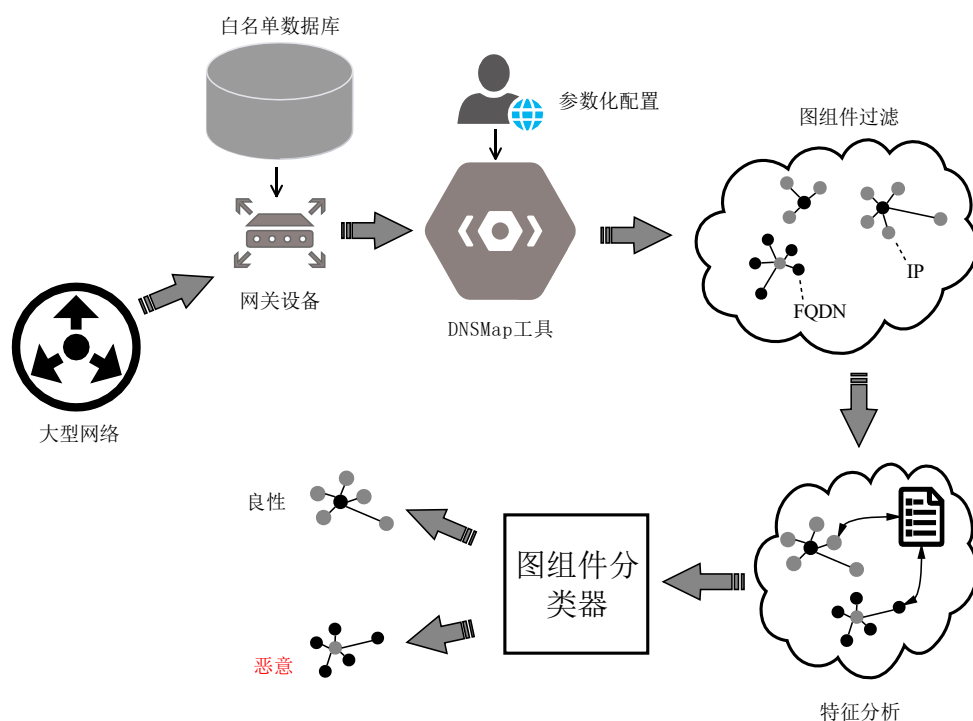 白名单数据库
参数化配置
图组件过滤
IP
FQDN
网关设备
DNSMap工具
大型网络
良性
图组件分
类器
恶意
特征分析